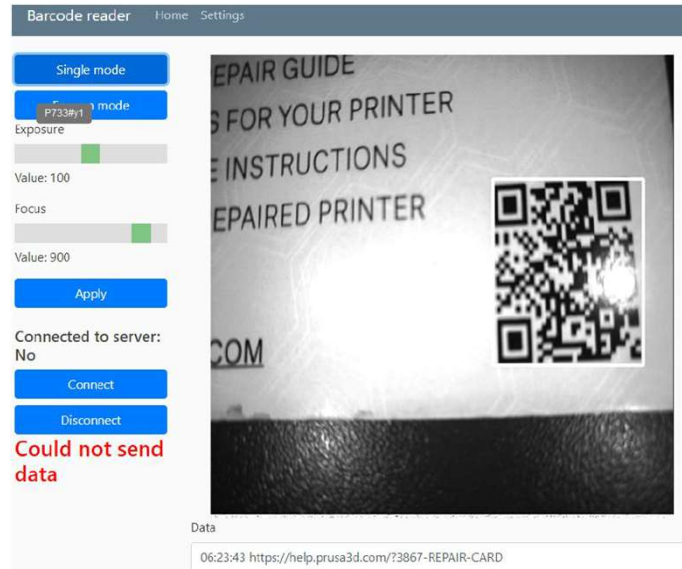 Barcode reader Home Settings
Single mode
mode
P733#y1
Exposure
Value: 100
Focus
Value: 900
Apply
Connected to server:
No
Connect
Disconnect
Could not send
data
EPAIR GUIDE
S FOR YOUR PRINTER
E INSTRUCTIONS
EPAIRED PRINTER
COM
Data
06:23:43 https://help.prusa3d.com/?3867-REPAIR-CARD